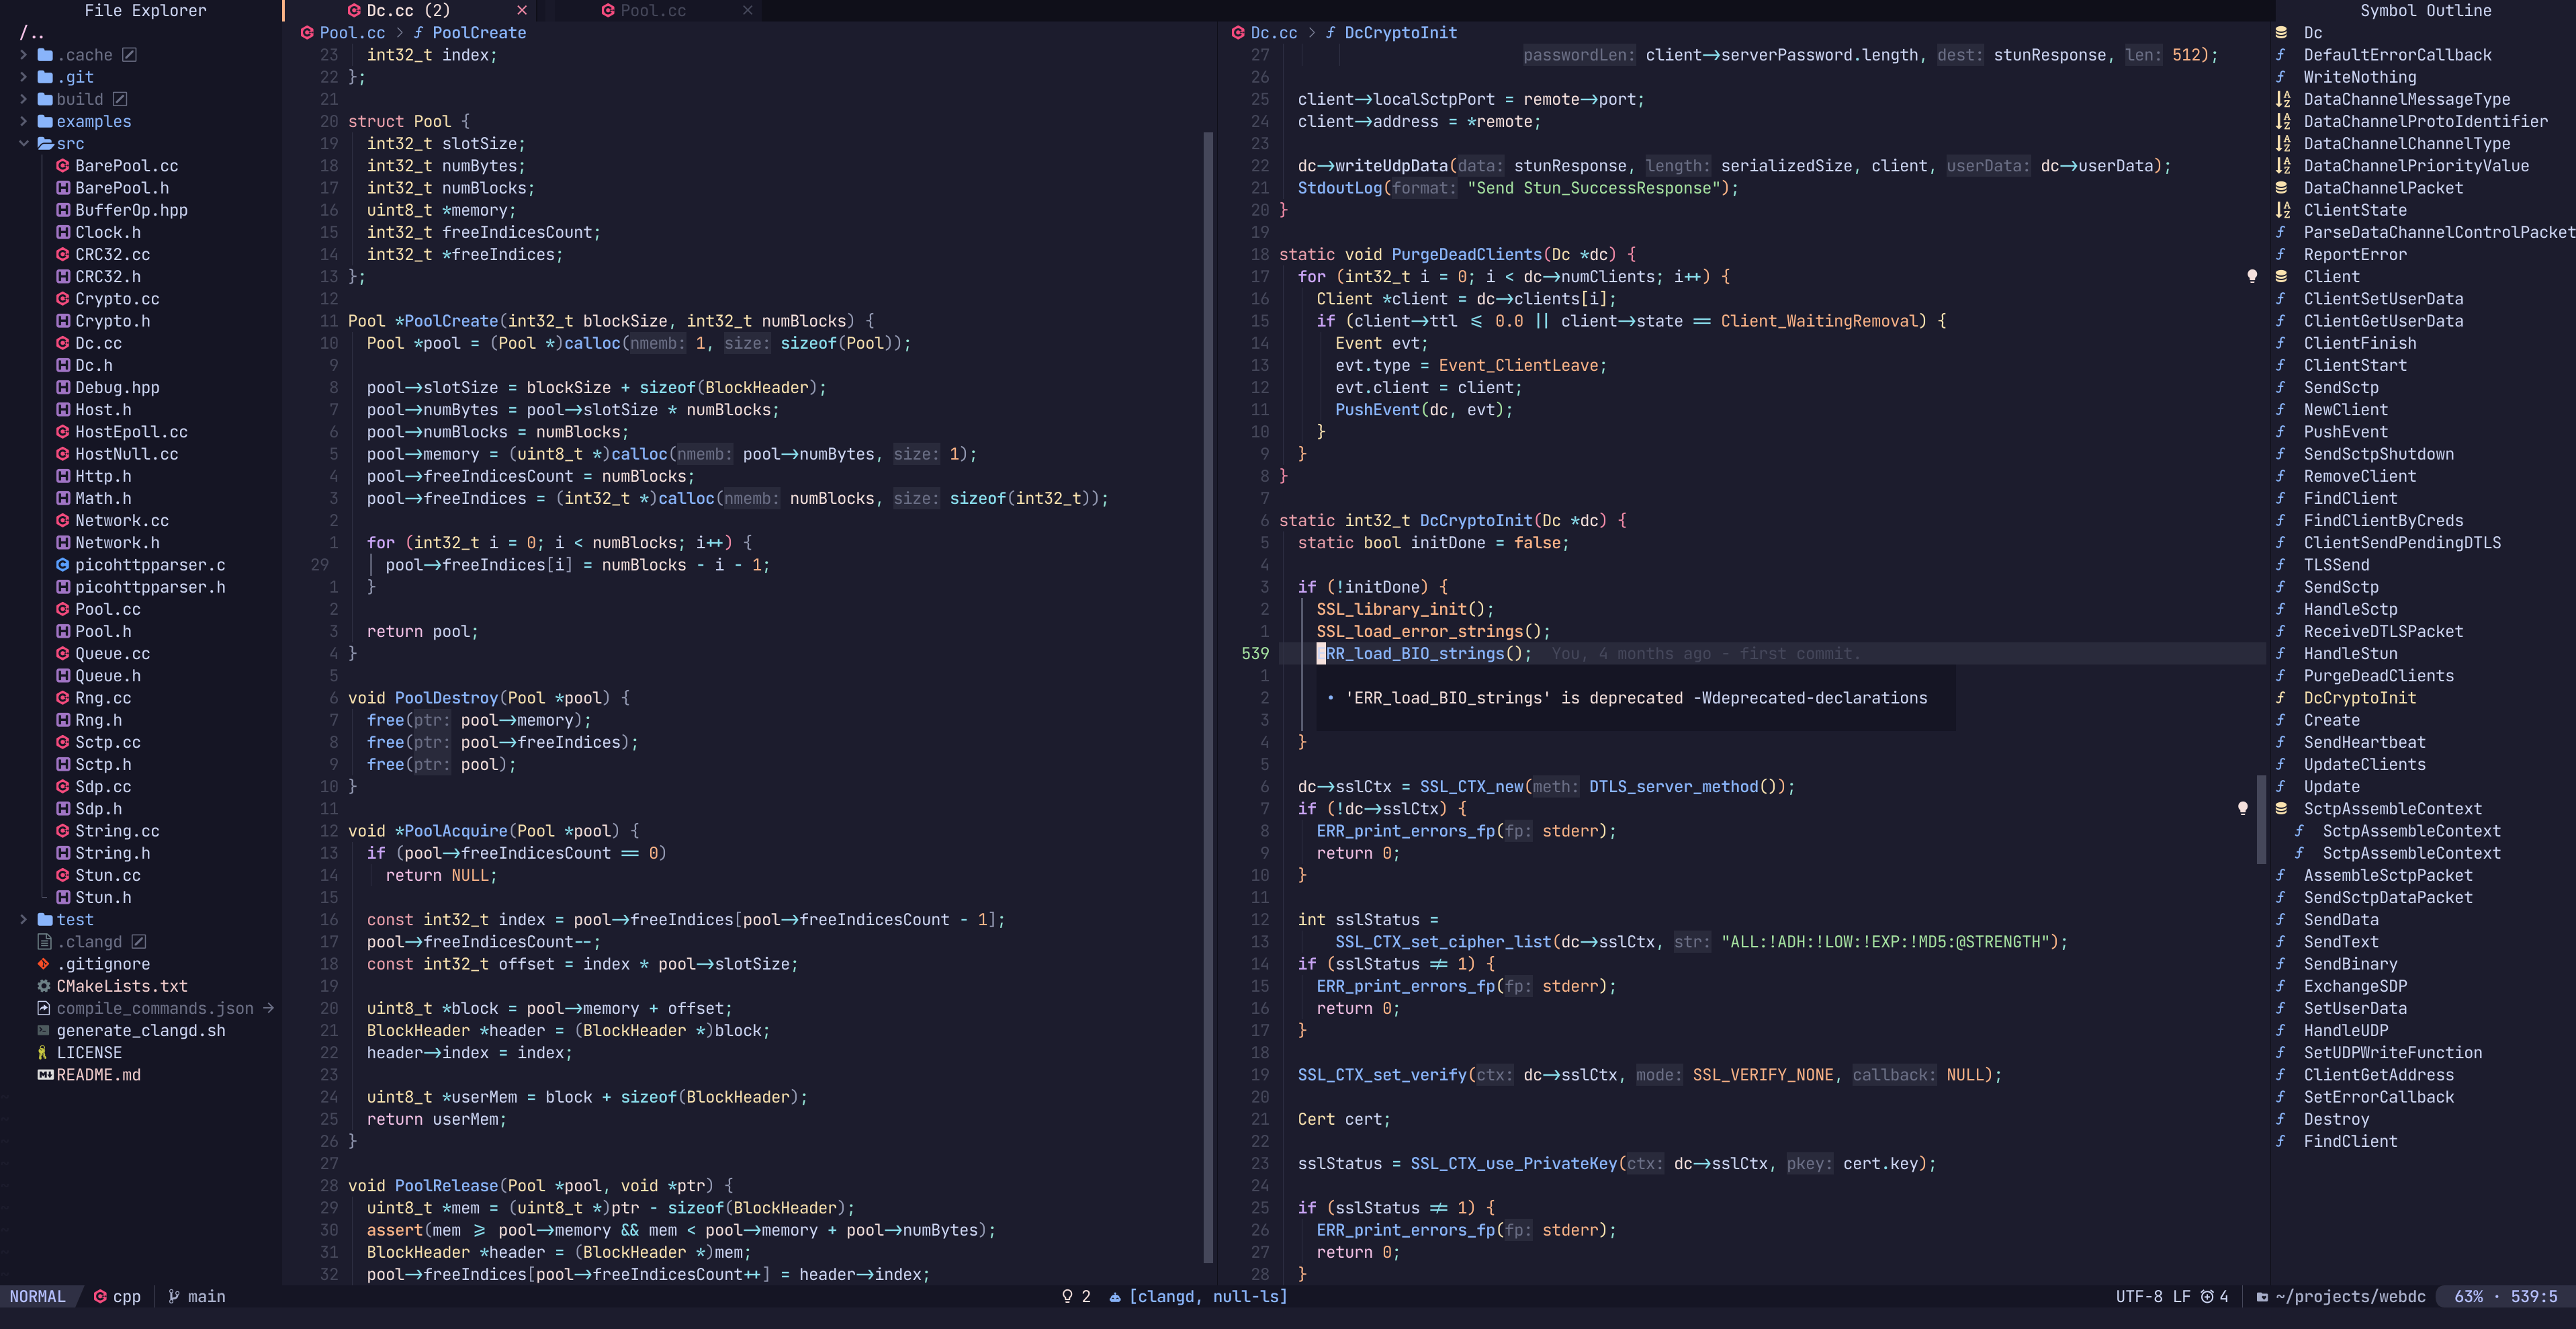 File Explorer
/..
.cache
.git
build
examples
src
BarePool.cc
BarePool.h
BufferOp.hpp
Clock.h
CRC32.cc
CRC32.h
Crypto.cc
Crypto.h
Dc.cc
Dc.h
Debug.hpp
Host.h
HostEpoll.cc
HostNull.cc
Http.h
Math.h
Network.cc
Network.h
picohttpparser.c
picohttpparser.h
Pool.cc
Pool.h
Queue.cc
Queue.h
Rng.cc
Rng.h
Sctp.cc
Sctp.h
Sdp.cc
Sdp.h
String.cc
String.h
Stun.cc
Stun.h
test
.clangd
.gitignore
CMakeLists.txt
compile_commands.json →
generate_clangd.sh
LICENSE
README.md
Dc.cc (2) ×
Pool.cc ×
Pool.cc > f PoolCreate
23 int32_t index;
22 };
21
20 struct Pool {
19 int32_t slotSize;
18 int32_t numBytes;
17 int32_t numBlocks;
16 uint8_t *memory;
15 int32_t freeIndicesCount;
14 int32_t *freeIndices;
13 };
12
11 Pool *PoolCreate(int32_t blockSize, int32_t numBlocks) {
10 Pool *pool = (Pool *)calloc(nmemb: 1, size: sizeof(Pool));
9
8 pool->slotSize = blockSize + sizeof(BlockHeader);
7 pool->numBytes = pool->slotSize * numBlocks;
6 pool->numBlocks = numBlocks;
5 pool->memory = (uint8_t *)calloc(nmemb: pool->numBytes, size: 1);
4 pool->freeIndicesCount = numBlocks;
3 pool->freeIndices = (int32_t *)calloc(nmemb: numBlocks, size: sizeof(int32_t));
2
1 for (int32_t i = 0; i < numBlocks; i++) {
29 pool->freeIndices[i] = numBlocks - i - 1;
1 }
2
3 return pool;
4 }
5
6 void PoolDestroy(Pool *pool) {
7 free(ptr: pool->memory);
8 free(ptr: pool->freeIndices);
9 free(ptr: pool);
10 }
11
12 void *PoolAcquire(Pool *pool) {
13 if (pool->freeIndicesCount == 0)
14 return NULL;
15
16 const int32_t index = pool->freeIndices[pool->freeIndicesCount - 1];
17 pool->freeIndicesCount--;
18 const int32_t offset = index * pool->slotSize;
19
20 uint8_t *block = pool->memory + offset;
21 BlockHeader *header = (BlockHeader *)block;
22 header->index = index;
23
24 uint8_t *userMem = block + sizeof(BlockHeader);
25 return userMem;
26 }
27
28 void PoolRelease(Pool *pool, void *ptr) {
29 uint8_t *mem = (uint8_t *)ptr - sizeof(BlockHeader);
30 assert(mem >= pool->memory && mem < pool->memory + pool->numBytes);
31 BlockHeader *header = (BlockHeader *)mem;
32 pool->freeIndices[pool->freeIndicesCount++] = header->index;
Dc.cc > f DcCryptoInit
27 passwordLen: client->serverPassword.length, dest: stunResponse, len: 512);
26
25 client->localSctpPort = remote->port;
24 client->address = *remote;
23
22 dc->writeUdpData(data: stunResponse, length: serializedSize, client, userData: dc->userData);
21 StdoutLog(format: "Send Stun_SuccessResponse");
20 }
19
18 static void PurgeDeadClients(Dc *dc) {
17 for (int32_t i = 0; i < dc->numClients; i++) {
16 Client *client = dc->clients[i];
15 if (client->ttl <= 0.0 || client->state == Client_WaitingRemoval) {
14 Event evt;
13 evt.type = Event_ClientLeave;
12 evt.client = client;
11 PushEvent(dc, evt);
10 }
9 }
8 }
7
6 static int32_t DcCryptoInit(Dc *dc) {
5 static bool initDone = false;
4
3 if (!initDone) {
2 SSL_library_init();
1 SSL_load_error_strings();
539 ERR_load_BIO_strings(); You, 4 months ago - first commit.
1
2 • 'ERR_load_BIO_strings' is deprecated -Wdeprecated-declarations
3
4 }
5
6 dc->sslCtx = SSL_CTX_new(meth: DTLS_server_method());
7 if (!dc->sslCtx) {
8 ERR_print_errors_fp(fp: stderr);
9 return 0;
10 }
11
12 int sslStatus =
13 SSL_CTX_set_cipher_list(dc->sslCtx, str: "ALL:!ADH:!LOW:!EXP:!MD5:@STRENGTH");
14 if (sslStatus != 1) {
15 ERR_print_errors_fp(fp: stderr);
16 return 0;
17 }
18
19 SSL_CTX_set_verify(ctx: dc->sslCtx, mode: SSL_VERIFY_NONE, callback: NULL);
20
21 Cert cert;
22
23 sslStatus = SSL_CTX_use_PrivateKey(ctx: dc->sslCtx, pkey: cert.key);
24
25 if (sslStatus != 1) {
26 ERR_print_errors_fp(fp: stderr);
27 return 0;
28 }
Symbol Outline
Dc
f DefaultErrorCallback
f WriteNothing
DataChannelMessageType
DataChannelProtoIdentifier
DataChannelChannelType
DataChannelPriorityValue
DataChannelPacket
ClientState
f ParseDataChannelControlPacket
f ReportError
Client
f ClientSetUserData
f ClientGetUserData
f ClientFinish
f ClientStart
f SendSctp
f NewClient
f PushEvent
f SendSctpShutdown
f RemoveClient
f FindClient
f FindClientByCreds
f ClientSendPendingDTLS
f TLSSend
f SendSctp
f HandleSctp
f ReceiveDTLSPacket
f HandleStun
f PurgeDeadClients
f DcCryptoInit
f Create
f SendHeartbeat
f UpdateClients
f Update
SctpAssembleContext
f SctpAssembleContext
f SctpAssembleContext
f AssembleSctpPacket
f SendSctpDataPacket
f SendData
f SendText
f SendBinary
f ExchangeSDP
f SetUserData
f HandleUDP
f SetUDPWriteFunction
f ClientGetAddress
f SetErrorCallback
f Destroy
f FindClient
NORMAL cpp main 2 [clangd, null-ls] UTF-8 LF 4 ~/projects/webdc 63% · 539:5